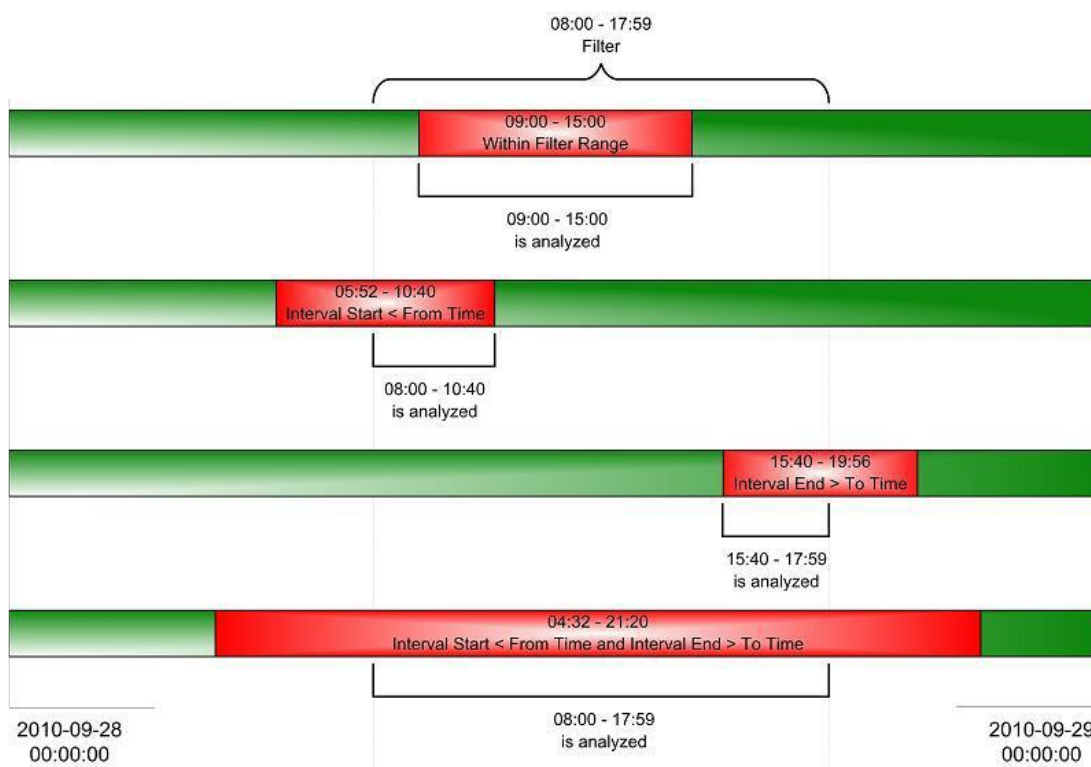 08:00 - 17:59
Filter
09:00 - 15:00
Within Filter Range
09:00 - 15:00
is analyzed
05:52 - 10:40
Interval Start < From Time
08:00 - 10:40
is analyzed
15:40 - 19:56
Interval End > To Time
15:40 - 17:59
is analyzed
04:32 - 21:20
Interval Start < From Time and Interval End > To Time
08:00 - 17:59
is analyzed
2010-09-28
00:00:00
2010-09-29
00:00:00